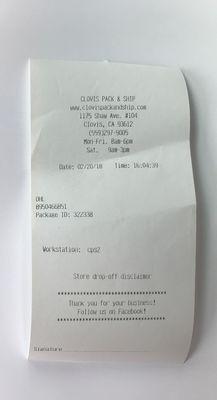 CLOVIS PACK & SHIP
www.clovispackandship.com
1175 Shaw Ave. #104
Clovis, CA 93612
(559)297-9005
Mon-Fri. 8am-6pm
Sat. 9am-3pm
Date: 02/20/18 Time: 16:04:39
DHL
8950466851
Package ID: 322338
Workstation: cps2
Store drop-off disclaimer
***********************************
Thank you for your business!
Follow us on Facebook!
***********************************
Signature